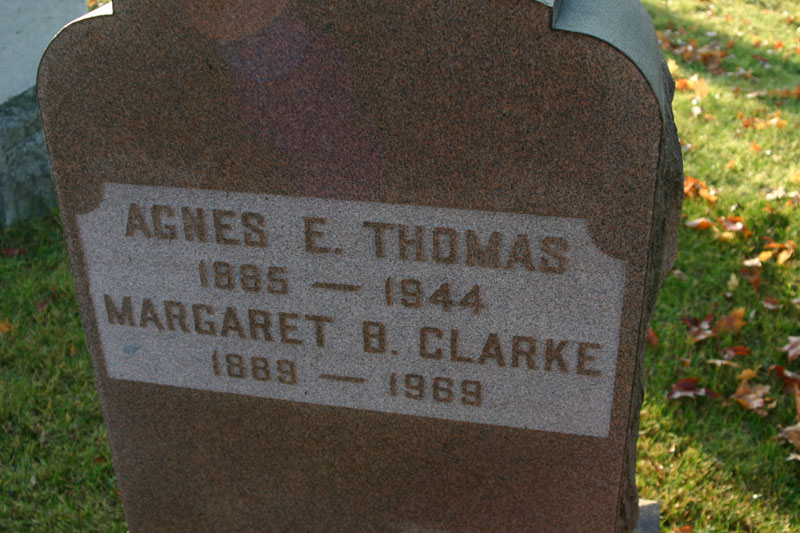 AGNES E. THOMAS
1885 — 1944
MARGARET B. CLARKE
1889 — 1969